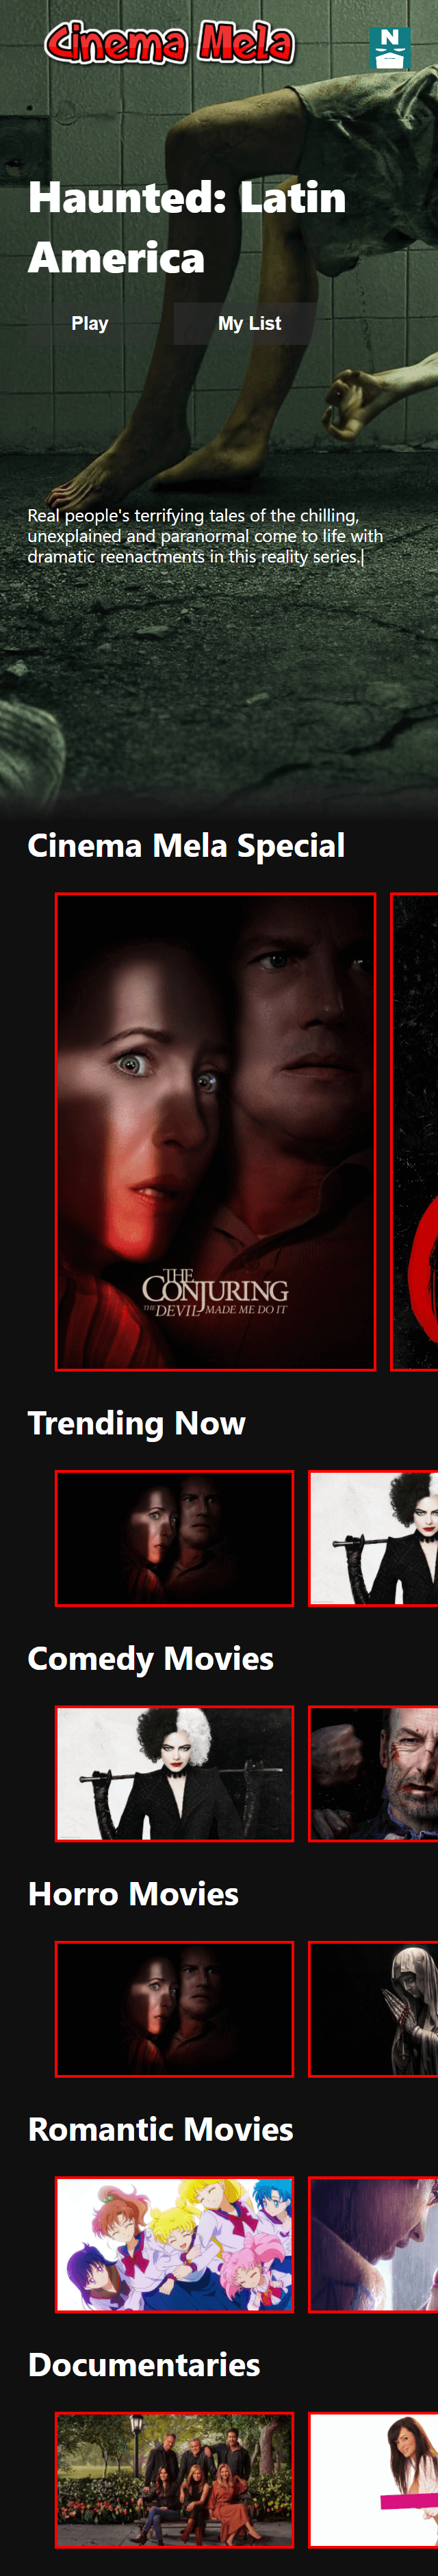 Cinema Mela
N
Haunted: Latin
America
Play
My List
Real people's terrifying tales of the chilling,
unexplained and paranormal come to life with
dramatic reenactments in this reality series.|
Cinema Mela Special
THE
CONJURING
THE DEVIL MADE ME DO IT
Trending Now
Comedy Movies
Horro Movies
Romantic Movies
Documentaries